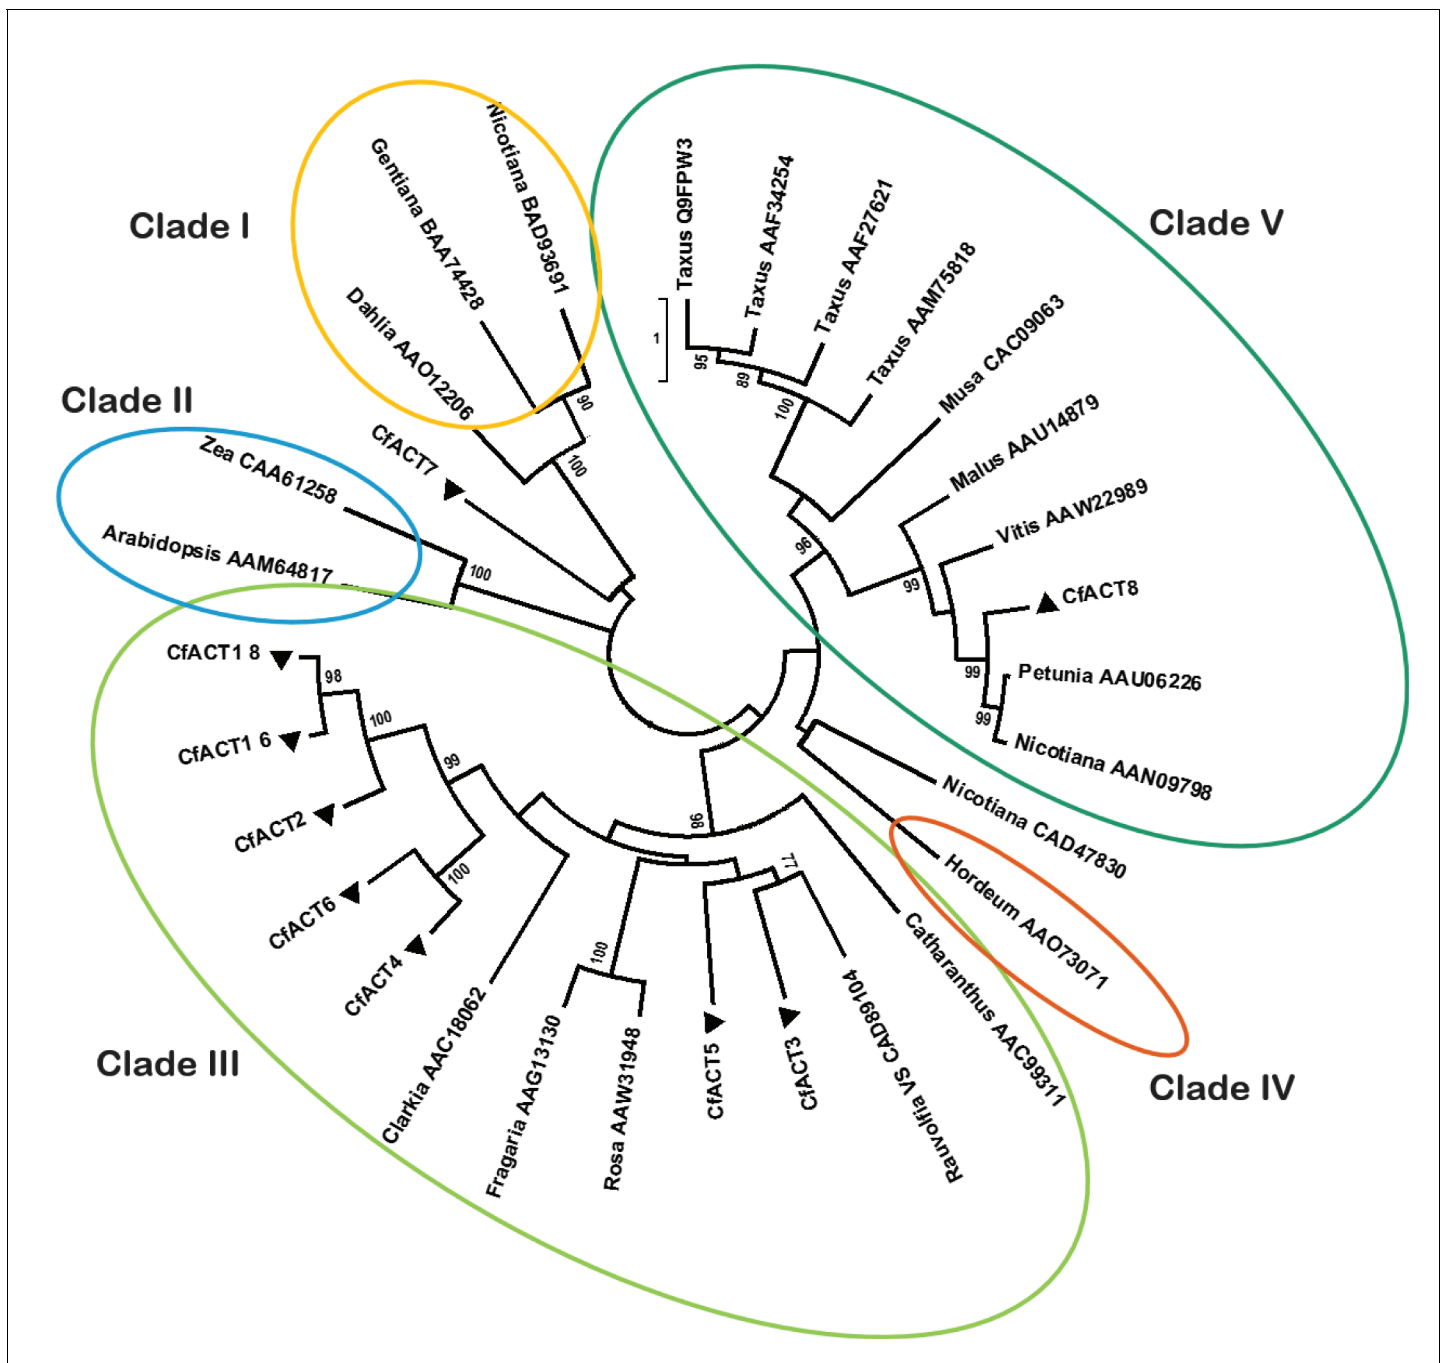 Clade I
Nicotiana BAD93691
Gentiana BAA74428
Dahlia AAO12206
90
100
CfACT7
Clade II
Zea CAA61258
Arabidopsis AAM64817
100
Clade V
Taxus Q9FPW3
Taxus AAF34254
Taxus AAF27621
Taxus AAM75818
Musa CAC09063
Malus AAU14879
Vitis AAW22989
CfACT8
Petunia AAU06226
Nicotiana AAN09798
1
95
89
100
96
99
99
99
Nicotiana CAD47830
Hordeum AAO73071
Clade IV
Catharanthus AAC99311
Rauvolfia VS CAD89104
CfACT3
CfACT5
Rosa AAW31948
Fragaria AAG13130
Clarkia AAC18062
CfACT4
CfACT6
CfACT2
CfACT1 6
CfACT1 8
98
100
99
100
100
86
77
Clade III